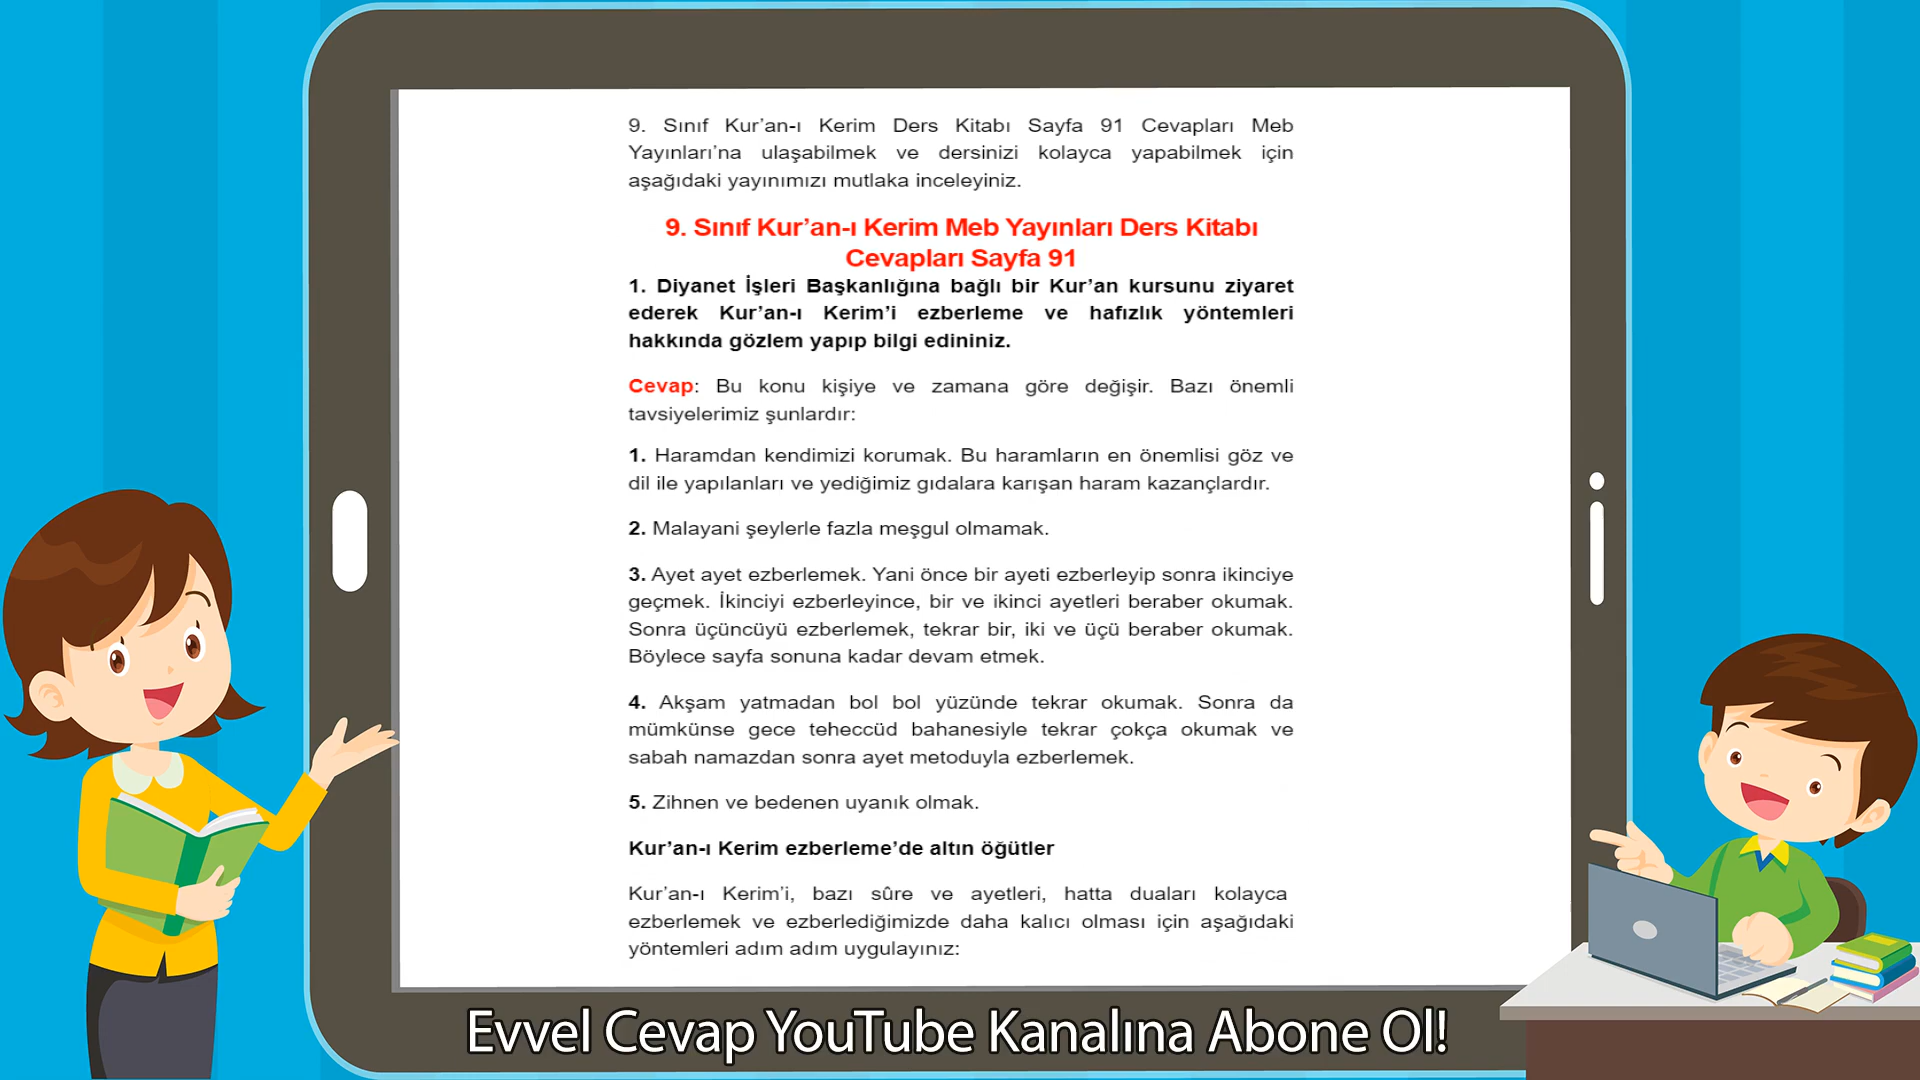 9. Sınıf Kur’an-ı Kerim Ders Kitabı Sayfa 91 Cevapları Meb
Yayınları’na ulaşabilmek ve dersinizi kolayca yapabilmek için
aşağıdaki yayınımızı mutlaka inceleyiniz.
9. Sınıf Kur’an-ı Kerim Meb Yayınları Ders Kitabı
Cevapları Sayfa 91
1. Diyanet İşleri Başkanlığına bağlı bir Kur’an kursunu ziyaret
ederek Kur’an-ı Kerim’i ezberleme ve hafızlık yöntemleri
hakkında gözlem yapıp bilgi edininiz.
Cevap: Bu konu kişiye ve zamana göre değişir. Bazı önemli
tavsiyelerimiz şunlardır:
1. Haramdan kendimizi korumak. Bu haramların en önemlisi göz ve
dil ile yapılanları ve yediğimiz gıdalara karışan haram kazançlardır.
2. Malayani şeylerle fazla meşgul olmamak.
3. Ayet ayet ezberlemek. Yani önce bir ayeti ezberleyip sonra ikinciye
geçmek. İkinciyi ezberleyince, bir ve ikinci ayetleri beraber okumak.
Sonra üçüncüyü ezberlemek, tekrar bir, iki ve üçü beraber okumak.
Böylece sayfa sonuna kadar devam etmek.
4. Akşam yatmadan bol bol yüzünde tekrar okumak. Sonra da
mümkünse gece teheccüd bahanesiyle tekrar çokça okumak ve
sabah namazdan sonra ayet metoduyla ezberlemek.
5. Zihnen ve bedenen uyanık olmak.
Kur’an-ı Kerim ezberleme’de altın öğütler
Kur’an-ı Kerim’i, bazı sûre ve ayetleri, hatta duaları kolayca
ezberlemek ve ezberlediğimizde daha kalıcı olması için aşağıdaki
yöntemleri adım adım uygulayınız:
Evvel Cevap YouTube Kanalına Abone Ol!